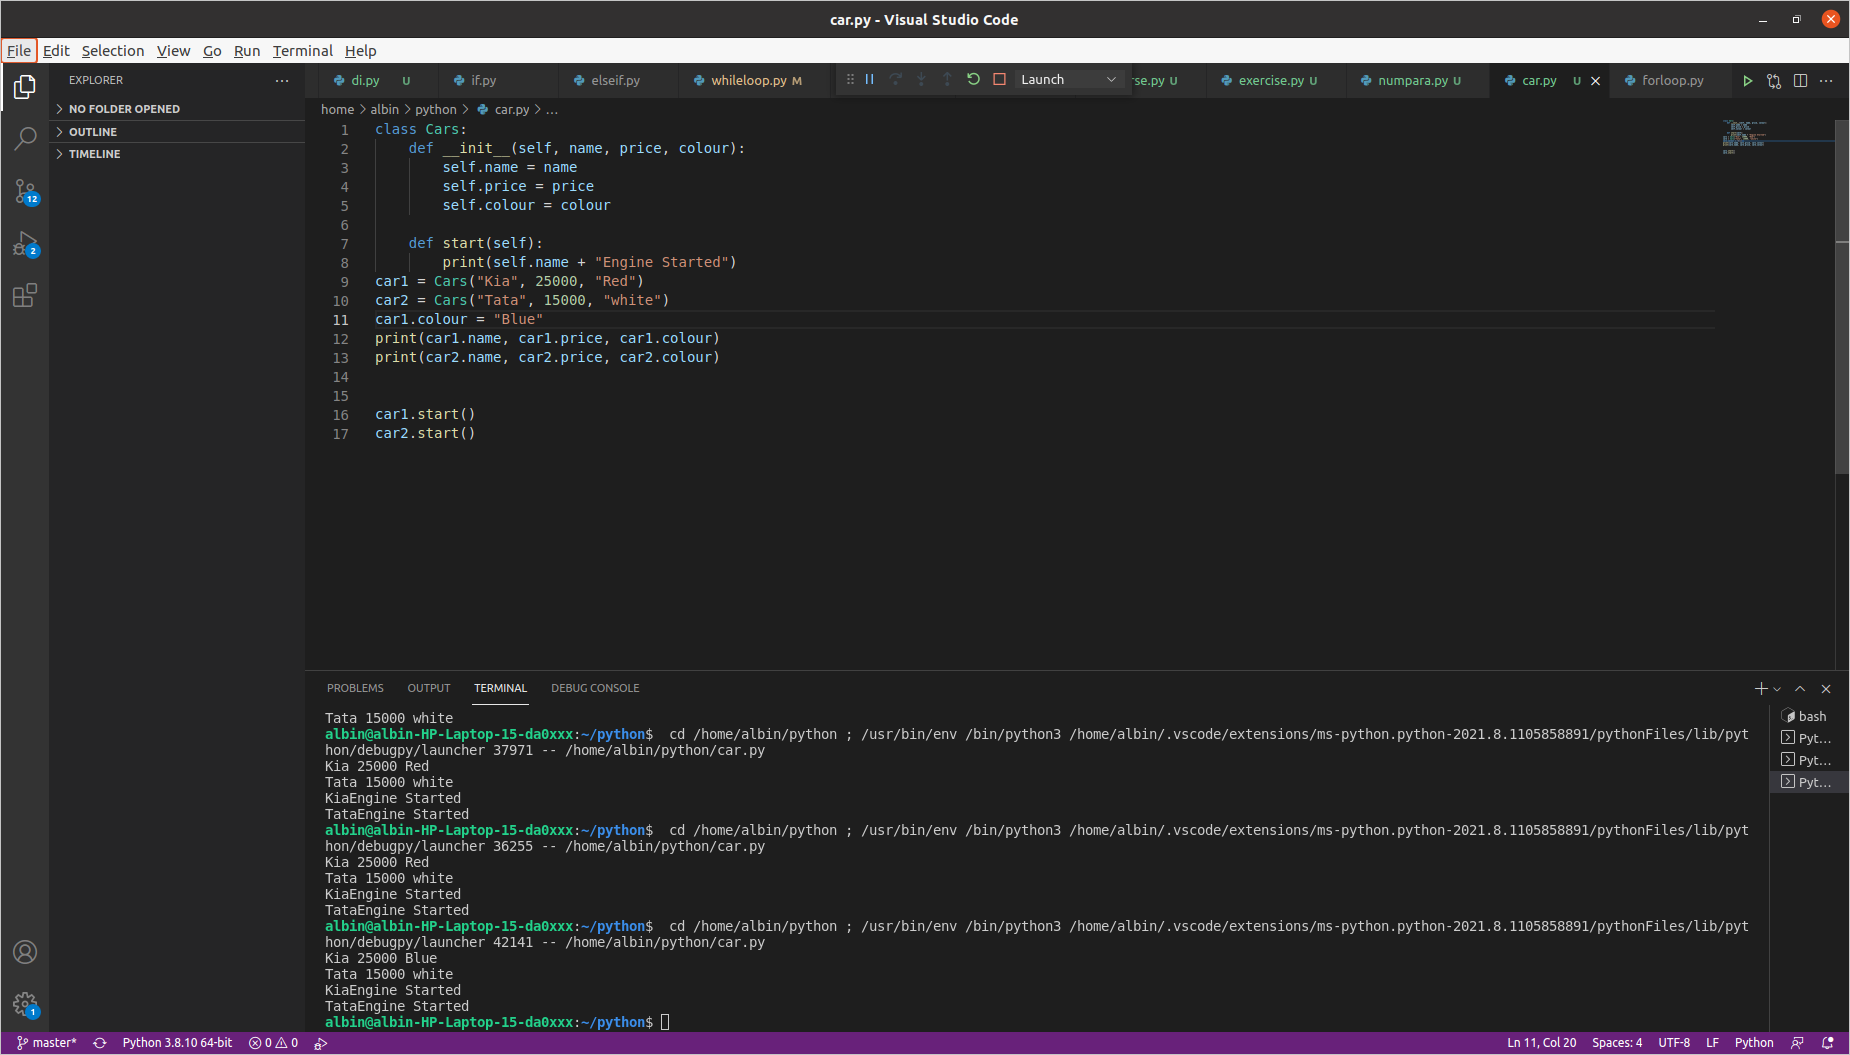 car.py - Visual Studio Code
File Edit Selection View Go Run Terminal Help
EXPLORER
NO FOLDER OPENED
OUTLINE
TIMELINE
12
2
1
di.py U if.py elseif.py whileloop.py M Launch rse.py U exercise.py U numpara.py U car.py U forloop.py
home > albin > python > car.py > ...
1 class Cars:
2     def __init__(self, name, price, colour):
3         self.name = name
4         self.price = price
5         self.colour = colour
6
7     def start(self):
8         print(self.name + "Engine Started")
9 car1 = Cars("Kia", 25000, "Red")
10 car2 = Cars("Tata", 15000, "white")
11 car1.colour = "Blue"
12 print(car1.name, car1.price, car1.colour)
13 print(car2.name, car2.price, car2.colour)
14
15
16 car1.start()
17 car2.start()
PROBLEMS OUTPUT TERMINAL DEBUG CONSOLE
Tata 15000 white
albin@albin-HP-Laptop-15-da0xxx:~/python$  cd /home/albin/python ; /usr/bin/env /bin/python3 /home/albin/.vscode/extensions/ms-python.python-2021.8.1105858891/pythonFiles/lib/pyt
hon/debugpy/launcher 37971 -- /home/albin/python/car.py
Kia 25000 Red
Tata 15000 white
KiaEngine Started
TataEngine Started
albin@albin-HP-Laptop-15-da0xxx:~/python$  cd /home/albin/python ; /usr/bin/env /bin/python3 /home/albin/.vscode/extensions/ms-python.python-2021.8.1105858891/pythonFiles/lib/pyt
hon/debugpy/launcher 36255 -- /home/albin/python/car.py
Kia 25000 Red
Tata 15000 white
KiaEngine Started
TataEngine Started
albin@albin-HP-Laptop-15-da0xxx:~/python$  cd /home/albin/python ; /usr/bin/env /bin/python3 /home/albin/.vscode/extensions/ms-python.python-2021.8.1105858891/pythonFiles/lib/pyt
hon/debugpy/launcher 42141 -- /home/albin/python/car.py
Kia 25000 Blue
Tata 15000 white
KiaEngine Started
TataEngine Started
albin@albin-HP-Laptop-15-da0xxx:~/python$
bash
Pyt...
Pyt...
Pyt...
master* Python 3.8.10 64-bit 0 0 Ln 11, Col 20 Spaces: 4 UTF-8 LF Python